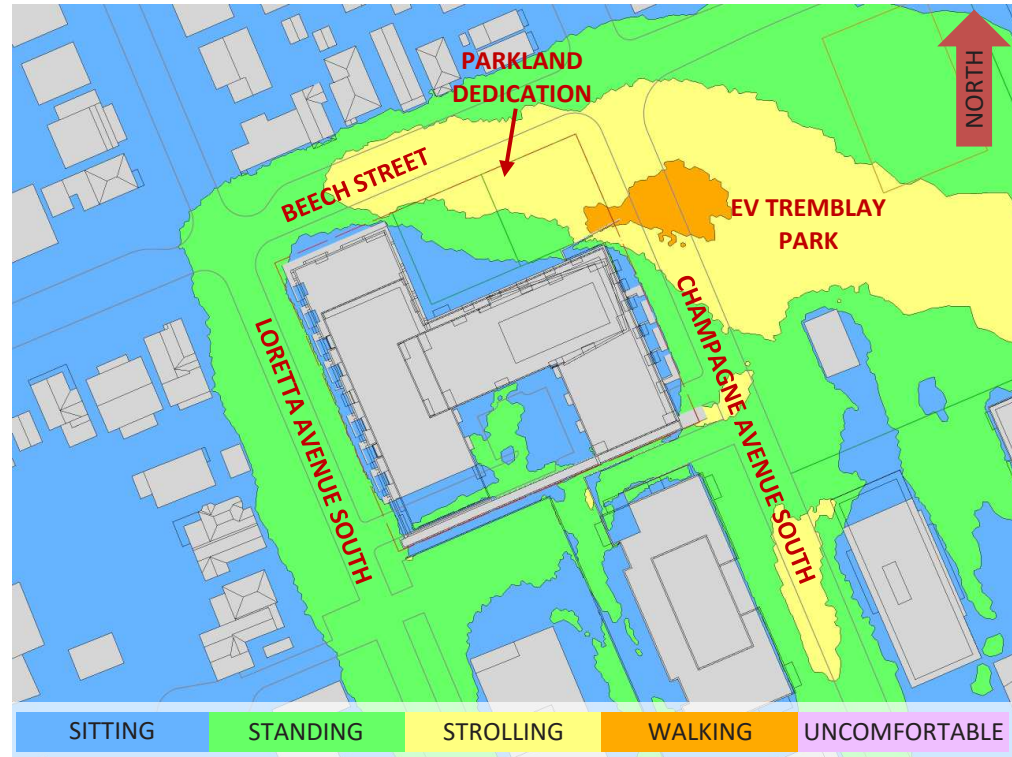 PARKLAND
DEDICATION
NORTH
BEECH STREET
EV TREMBLAY
PARK
LORETTA AVENUE SOUTH
CHAMPAGNE AVENUE SOUTH
SITTING
STANDING
STROLLING
WALKING
UNCOMFORTABLE